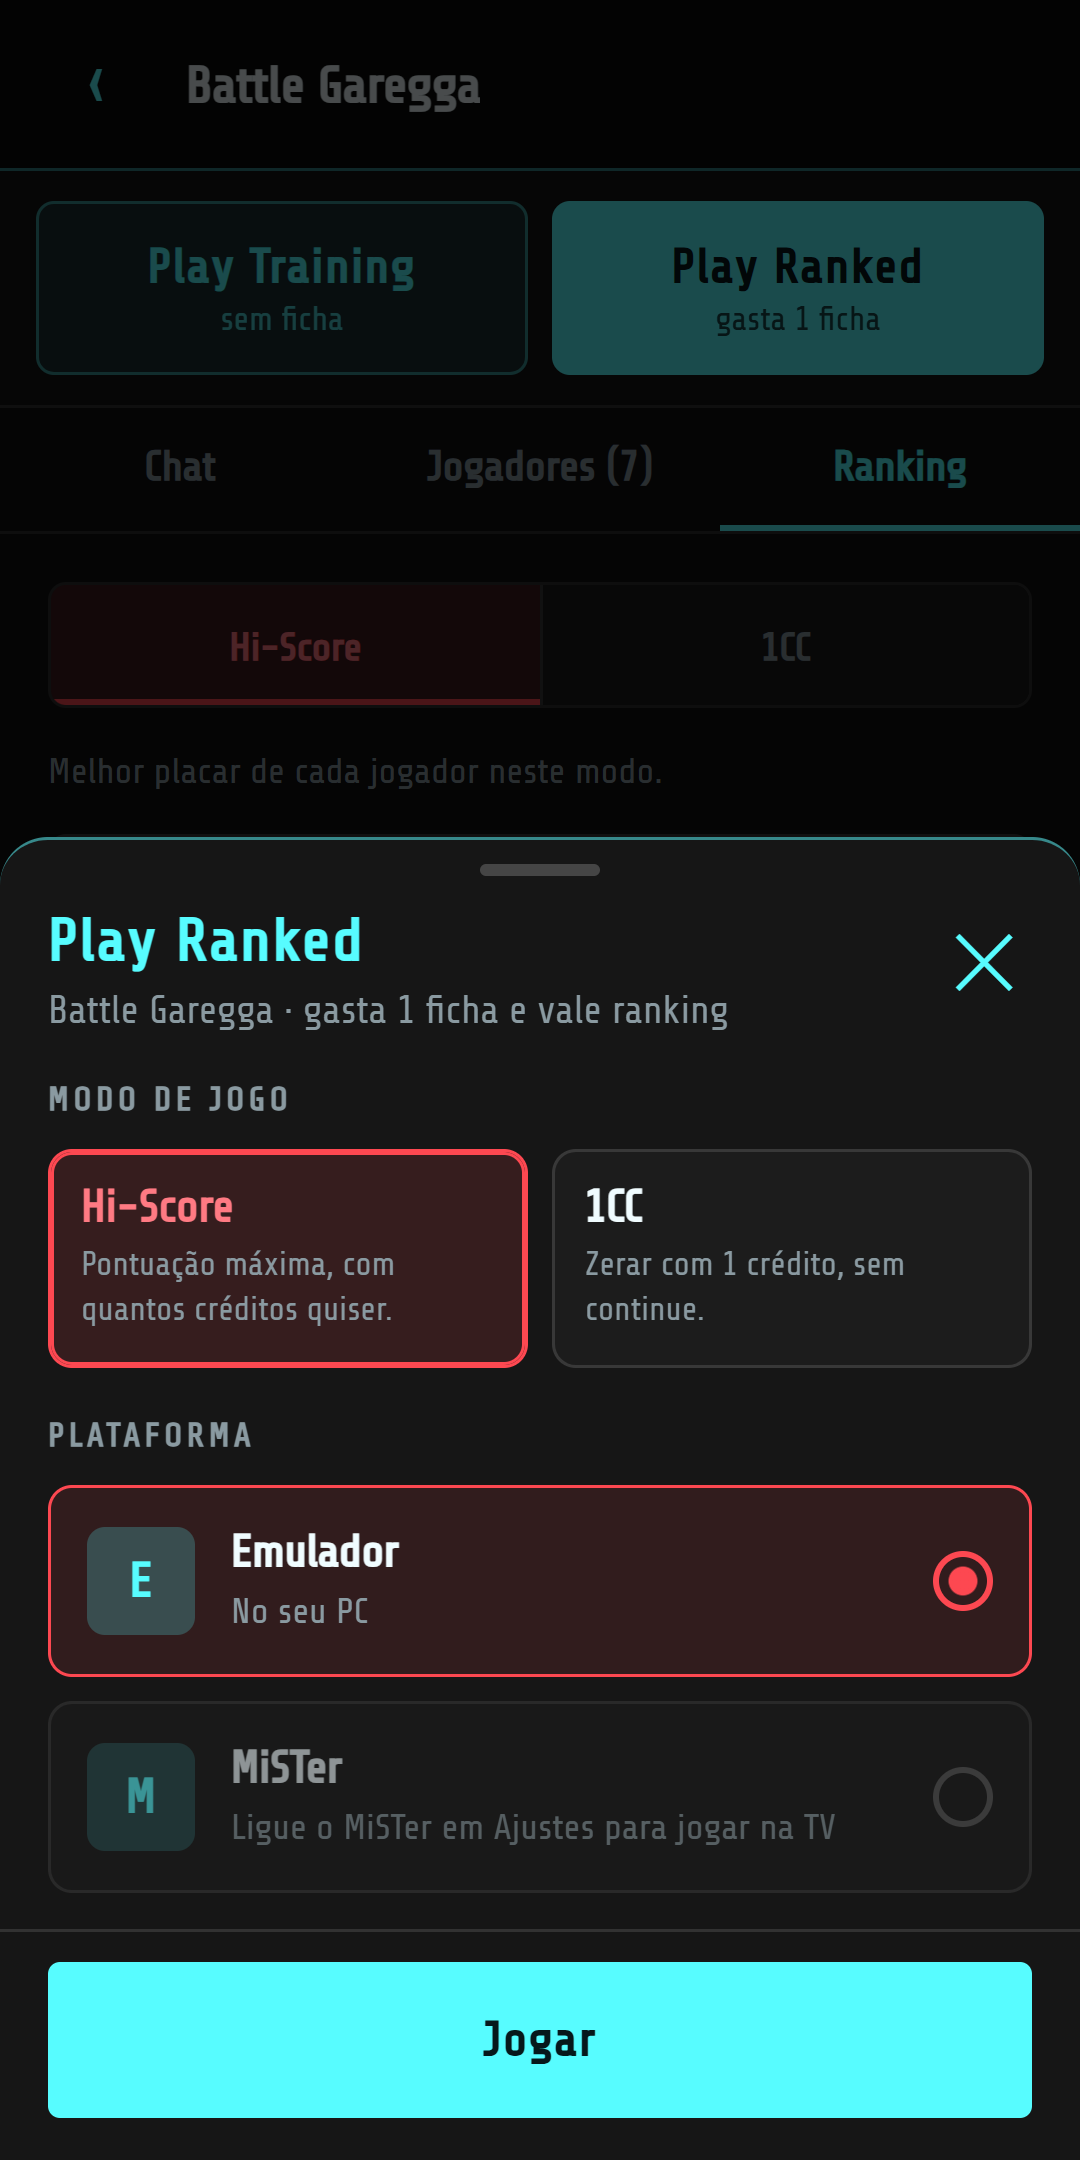 Battle Garegga
Play Training
sem ficha
Play Ranked
gasta 1 ficha
Chat
Jogadores (7)
Ranking
Hi-Score
1CC
Melhor placar de cada jogador neste modo.
Play Ranked
Battle Garegga · gasta 1 ficha e vale ranking
MODO DE JOGO
Hi-Score
Pontuação máxima, com
quantos créditos quiser.
1CC
Zerar com 1 crédito, sem
continue.
PLATAFORMA
E
Emulador
No seu PC
M
MiSTer
Ligue o MiSTer em Ajustes para jogar na TV
Jogar